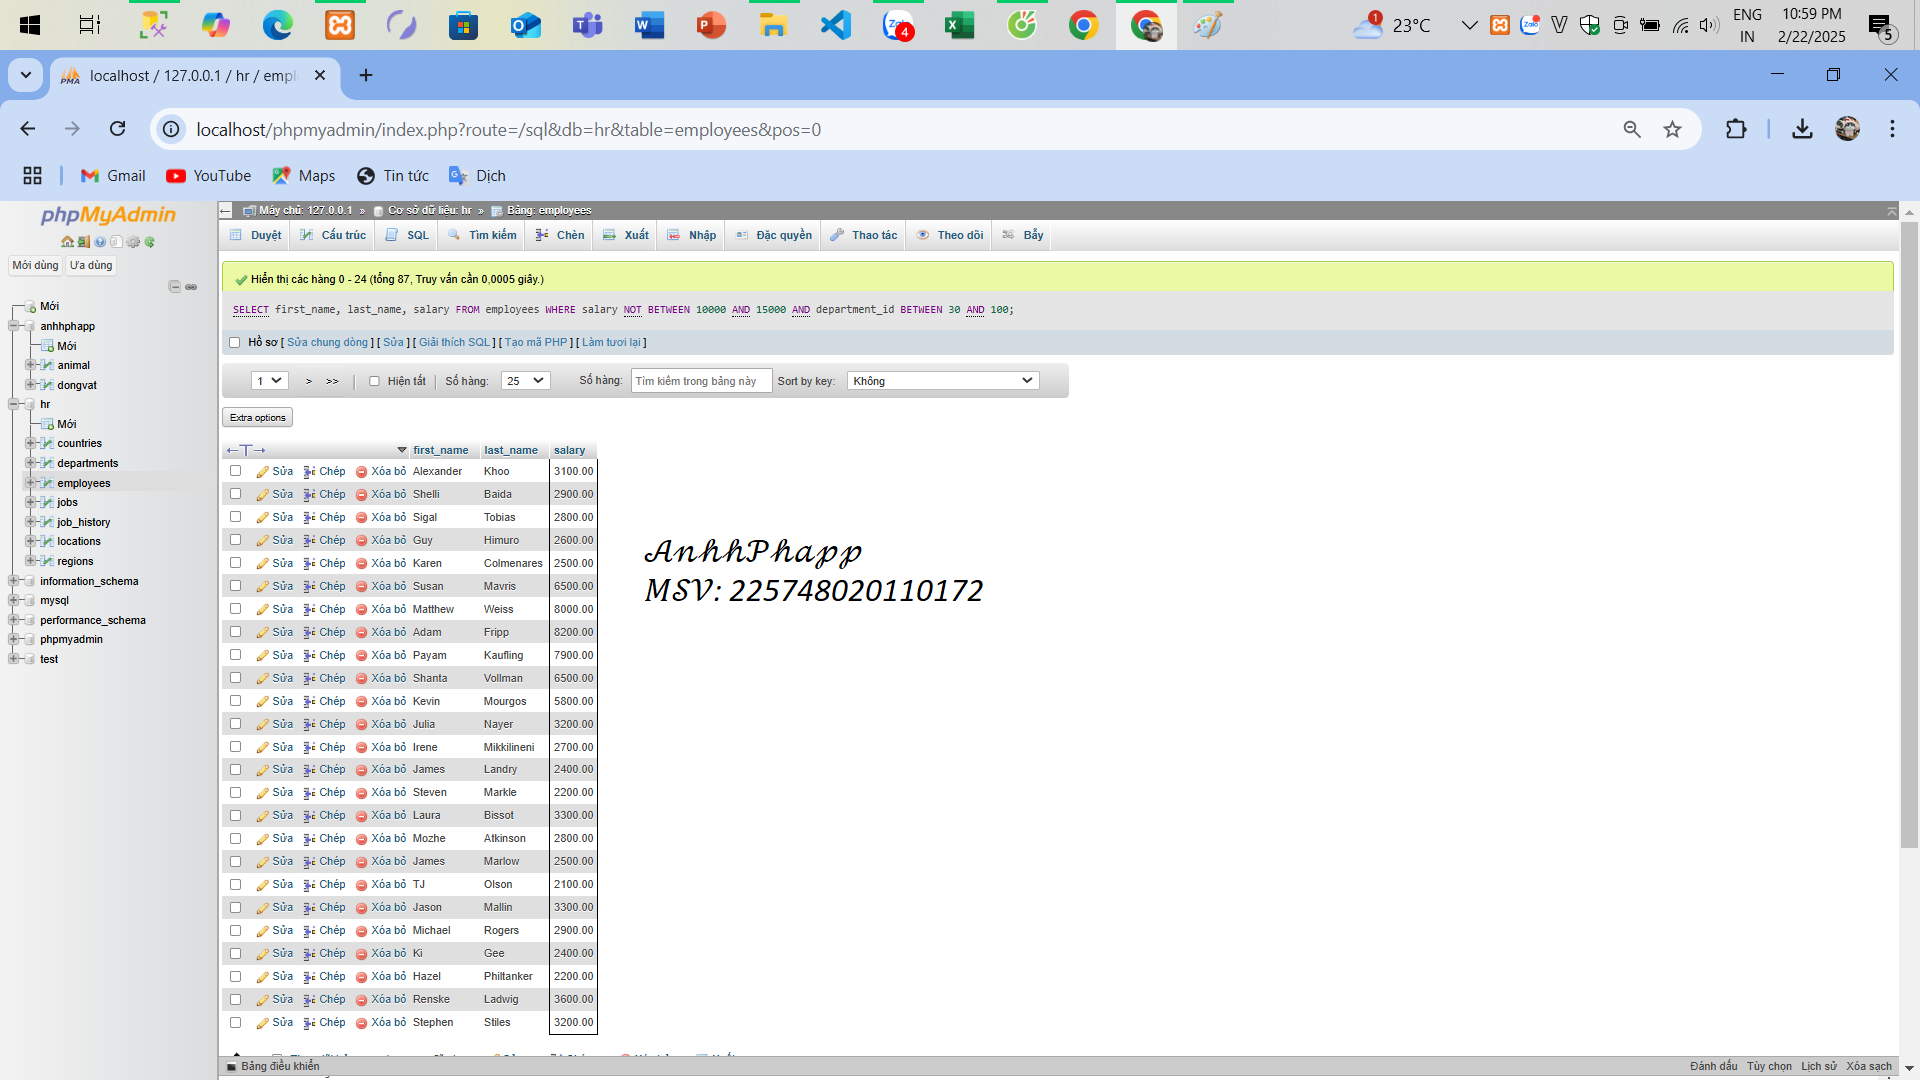 ENG
IN
10:59 PM
2/22/2025
23°C
1
4
5
localhost / 127.0.0.1 / hr / empl
localhost/phpmyadmin/index.php?route=/sql&db=hr&table=employees&pos=0
Gmail
YouTube
Maps
Tin tức
Dịch
phpMyAdmin
Mới dùng
Ưa dùng
Mới
anhhphapp
Mới
animal
dongvat
hr
Mới
countries
departments
employees
jobs
job_history
locations
regions
information_schema
mysql
performance_schema
phpmyadmin
test
Máy chủ: 127.0.0.1 » Cơ sở dữ liệu: hr » Bảng: employees
Duyệt Cấu trúc SQL Tìm kiếm Chèn Xuất Nhập Đặc quyền Thao tác Theo dõi Bẫy
Hiển thị các hàng 0 - 24 (tổng 87, Truy vấn cần 0,0005 giây.)
SELECT first_name, last_name, salary FROM employees WHERE salary NOT BETWEEN 10000 AND 15000 AND department_id BETWEEN 30 AND 100;
Hồ sơ [ Sửa chung dòng ] [ Sửa ] [ Giải thích SQL ] [ Tạo mã PHP ] [ Làm tươi lại ]
1 > >> Hiện tất Số hàng: 25 Số hàng: Tìm kiếm trong bảng này Sort by key: Không
Extra options
←T→ first_name last_name salary
Sửa Chép Xóa bỏ Alexander Khoo 3100.00
Sửa Chép Xóa bỏ Shelli Baida 2900.00
Sửa Chép Xóa bỏ Sigal Tobias 2800.00
Sửa Chép Xóa bỏ Guy Himuro 2600.00
Sửa Chép Xóa bỏ Karen Colmenares 2500.00
Sửa Chép Xóa bỏ Susan Mavris 6500.00
Sửa Chép Xóa bỏ Matthew Weiss 8000.00
Sửa Chép Xóa bỏ Adam Fripp 8200.00
Sửa Chép Xóa bỏ Payam Kaufling 7900.00
Sửa Chép Xóa bỏ Shanta Vollman 6500.00
Sửa Chép Xóa bỏ Kevin Mourgos 5800.00
Sửa Chép Xóa bỏ Julia Nayer 3200.00
Sửa Chép Xóa bỏ Irene Mikkilineni 2700.00
Sửa Chép Xóa bỏ James Landry 2400.00
Sửa Chép Xóa bỏ Steven Markle 2200.00
Sửa Chép Xóa bỏ Laura Bissot 3300.00
Sửa Chép Xóa bỏ Mozhe Atkinson 2800.00
Sửa Chép Xóa bỏ James Marlow 2500.00
Sửa Chép Xóa bỏ TJ Olson 2100.00
Sửa Chép Xóa bỏ Jason Mallin 3300.00
Sửa Chép Xóa bỏ Michael Rogers 2900.00
Sửa Chép Xóa bỏ Ki Gee 2400.00
Sửa Chép Xóa bỏ Hazel Philtanker 2200.00
Sửa Chép Xóa bỏ Renske Ladwig 3600.00
Sửa Chép Xóa bỏ Stephen Stiles 3200.00
AnhhPhapp
MSV: 225748020110172
Bảng điều khiển
Đánh dấu Tùy chọn Lịch sử Xóa sạch